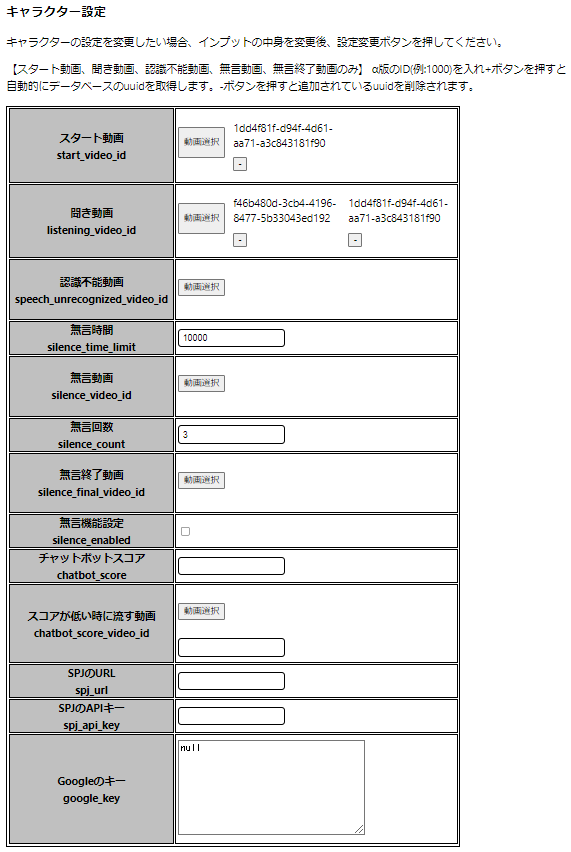 キャラクター設定
キャラクターの設定を変更したい場合、インプットの中身を変更後、設定変更ボタンを押してください。
【スタート動画、聞き動画、認識不能動画、無言動画、無言終了動画のみ】 α版のID(例:1000)を入れ+ボタンを押すと
自動的にデータベースのuuidを取得します。-ボタンを押すと追加されているuuidを削除されます。
スタート動画
start_video_id
動画選択
1dd4f81f-d94f-4d61-
aa71-a3c843181f90
-
聞き動画
listening_video_id
動画選択
f46b480d-3cb4-4196-
8477-5b33043ed192
-
1dd4f81f-d94f-4d61-
aa71-a3c843181f90
-
認識不能動画
speech_unrecognized_video_id
動画選択
無言時間
silence_time_limit
10000
無言動画
silence_video_id
動画選択
無言回数
silence_count
3
無言終了動画
silence_final_video_id
動画選択
無言機能設定
silence_enabled
チャットボットスコア
chatbot_score
スコアが低い時に流す動画
chatbot_score_video_id
動画選択
SPJのURL
spj_url
SPJのAPIキー
spj_api_key
Googleのキー
google_key
null